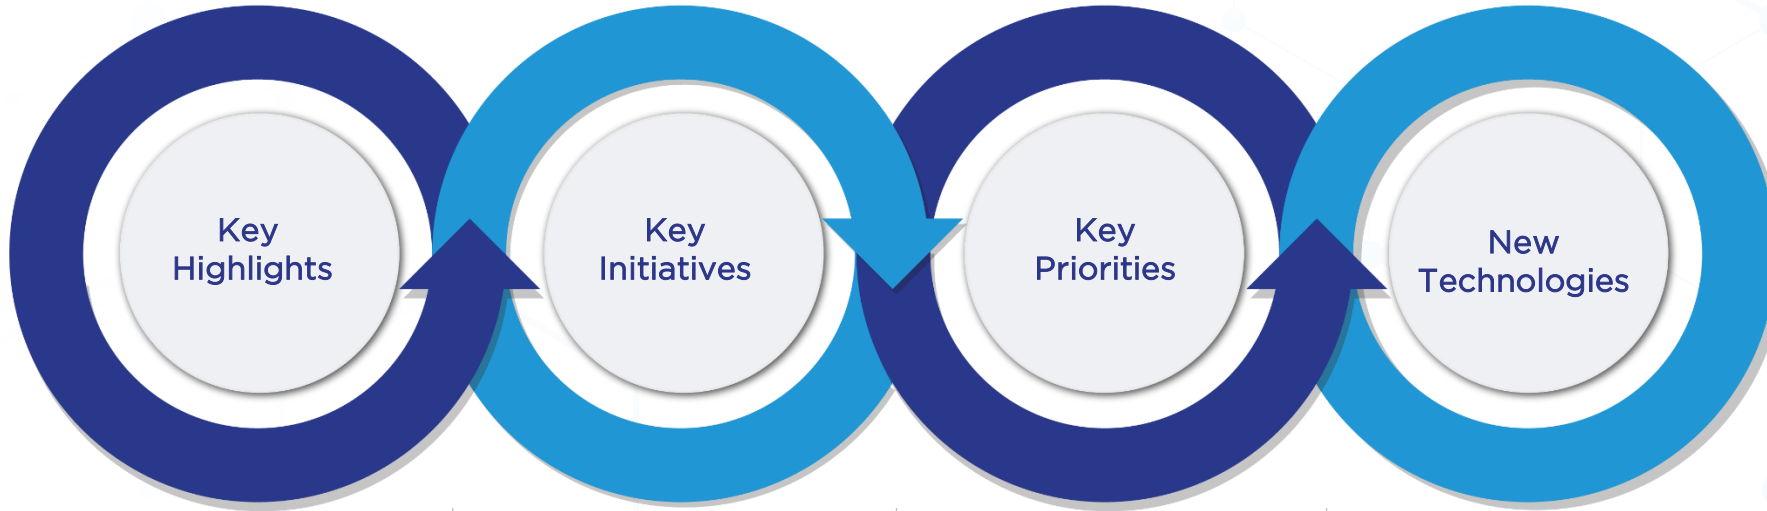 Key
Highlights
Key
Initiatives
Key
Priorities
New
Technologies